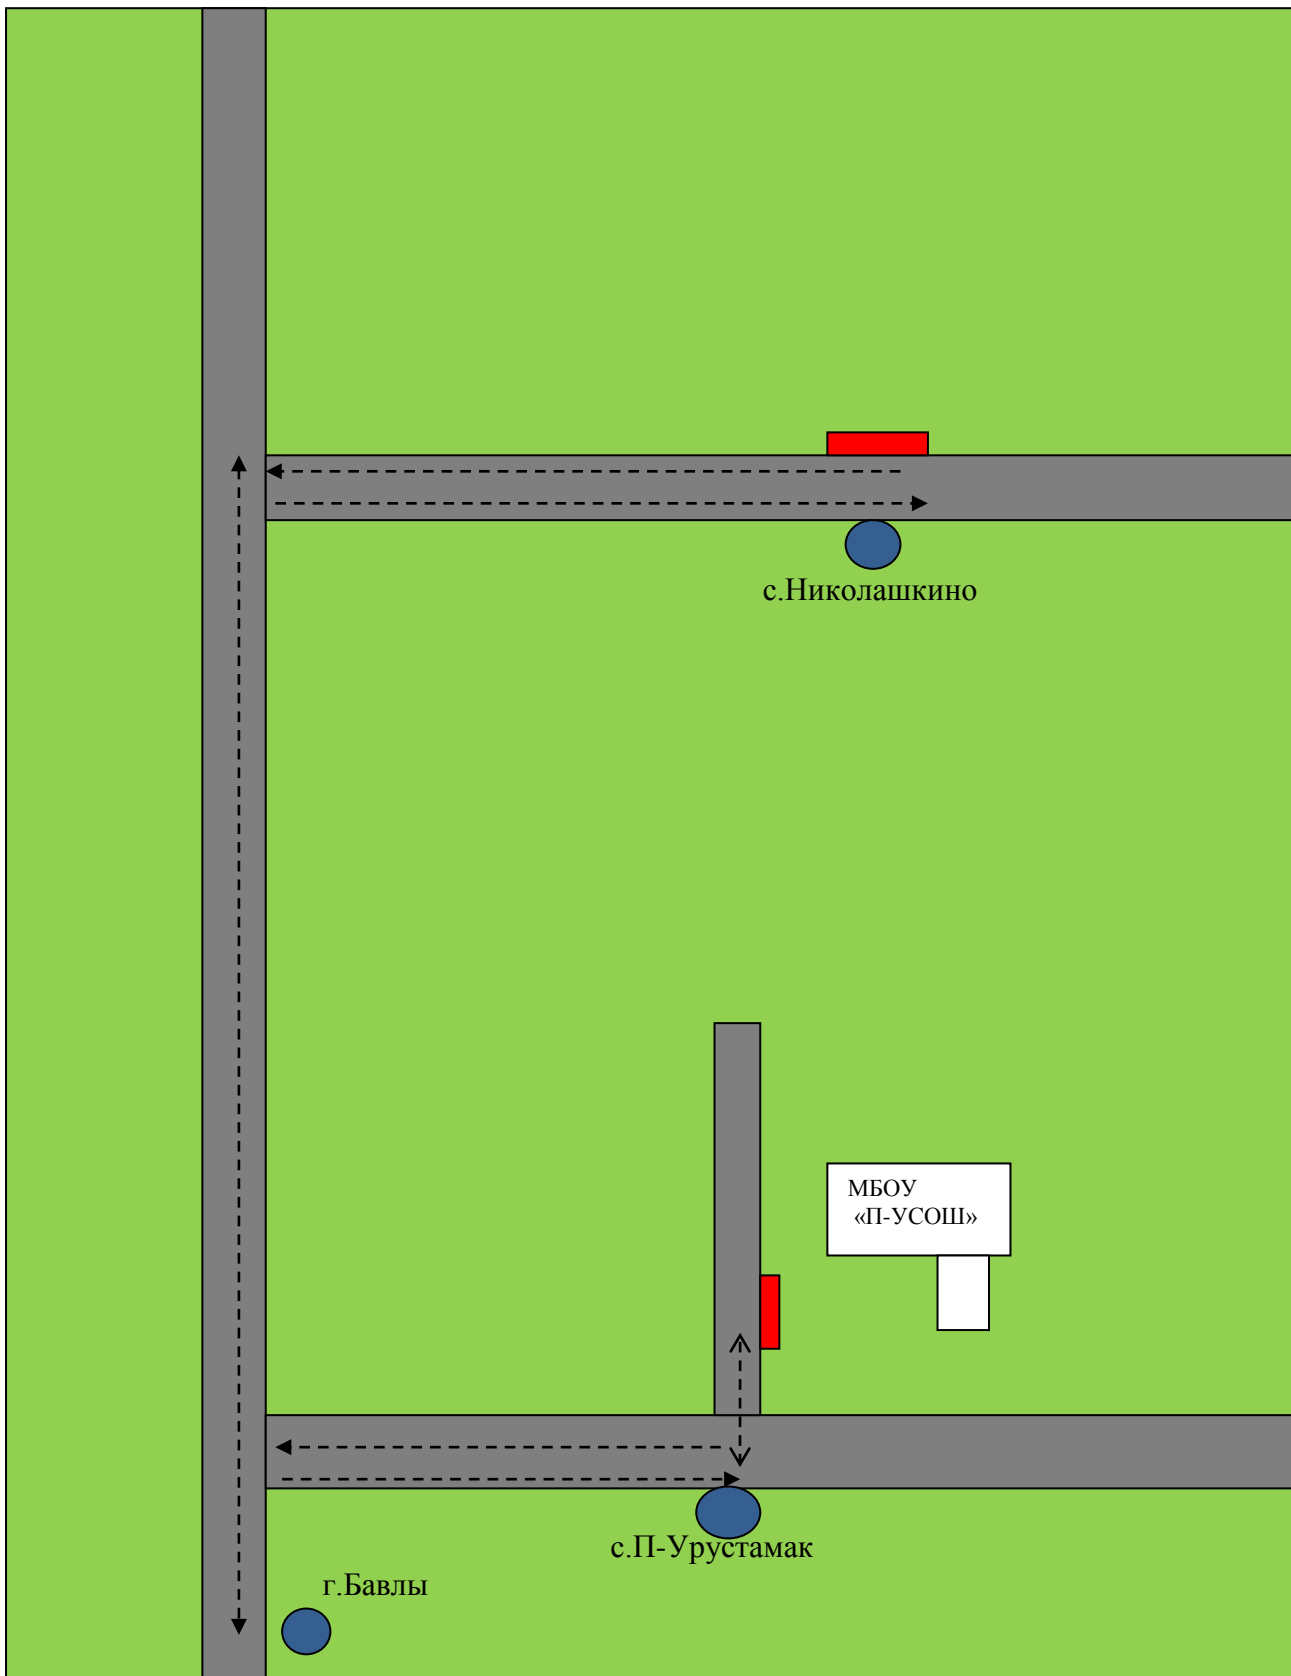 с.Николашкино
МБОУ
«П-УСОШ»
с.П-Урустамак
г.Бавлы